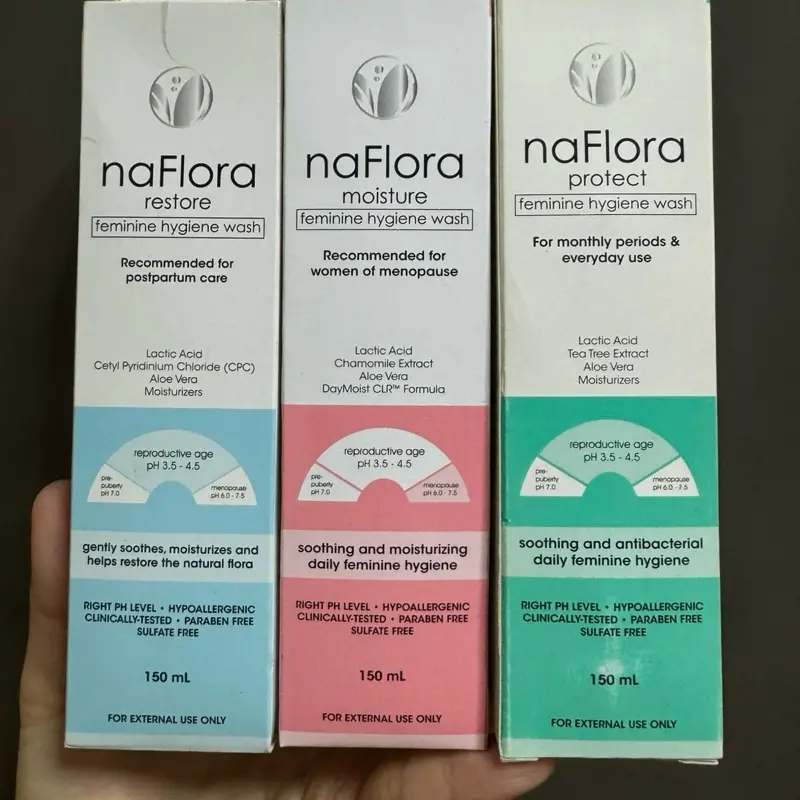 naFlora
restore
feminine hygiene wash
Recommended for
postpartum care
Lactic Acid
Cetyl Pyridinium Chloride (CPC)
Aloe Vera
Moisturizers
reproductive age
pH 3.5 - 4.5
pre-
puberty
pH 7.0
menopause
pH 6.0 - 7.5
gently soothes, moisturizes and
helps restore the natural flora
RIGHT PH LEVEL • HYPOALLERGENIC
CLINICALLY-TESTED • PARABEN FREE
SULFATE FREE
150 mL
FOR EXTERNAL USE ONLY
naFlora
moisture
feminine hygiene wash
Recommended for
women of menopause
Lactic Acid
Chamomile Extract
Aloe Vera
DayMoist CLR™ Formula
reproductive age
pH 3.5 - 4.5
pre-
puberty
pH 7.0
menopause
pH 6.0 - 7.5
soothing and moisturizing
daily feminine hygiene
RIGHT PH LEVEL • HYPOALLERGENIC
CLINICALLY-TESTED • PARABEN FREE
SULFATE FREE
150 mL
FOR EXTERNAL USE ONLY
naFlora
protect
feminine hygiene wash
For monthly periods &
everyday use
Lactic Acid
Tea Tree Extract
Aloe Vera
Moisturizers
reproductive age
pH 3.5 - 4.5
pre-
puberty
pH 7.0
menopause
pH 6.0 - 7.5
soothing and antibacterial
daily feminine hygiene
RIGHT PH LEVEL • HYPOALLERGENIC
CLINICALLY-TESTED • PARABEN FREE
SULFATE FREE
150 mL
FOR EXTERNAL USE ONLY